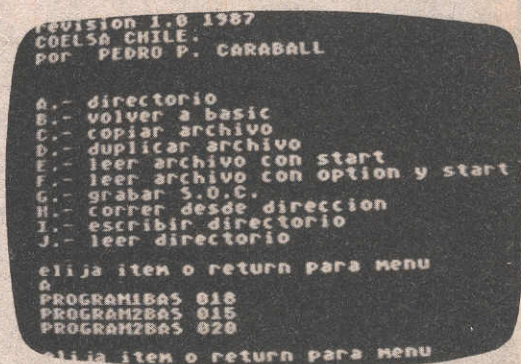 revision 1.0 1987
COELSA CHILE.
por PEDRO P. CARABALL
A.- directorio
B.- volver a basic
C.- copiar archivo
D.- duplicar archivo
E.- leer archivo con start
F.- leer archivo con option y start
G.- grabar S.O.C.
H.- correr desde direccion
I.- escribir directorio
J.- leer directorio
elija item o return para menu
A
PROGRAM1BAS 018
PROGRAM2BAS 015
PROGRAM2BAS 020
elija item o return para menu